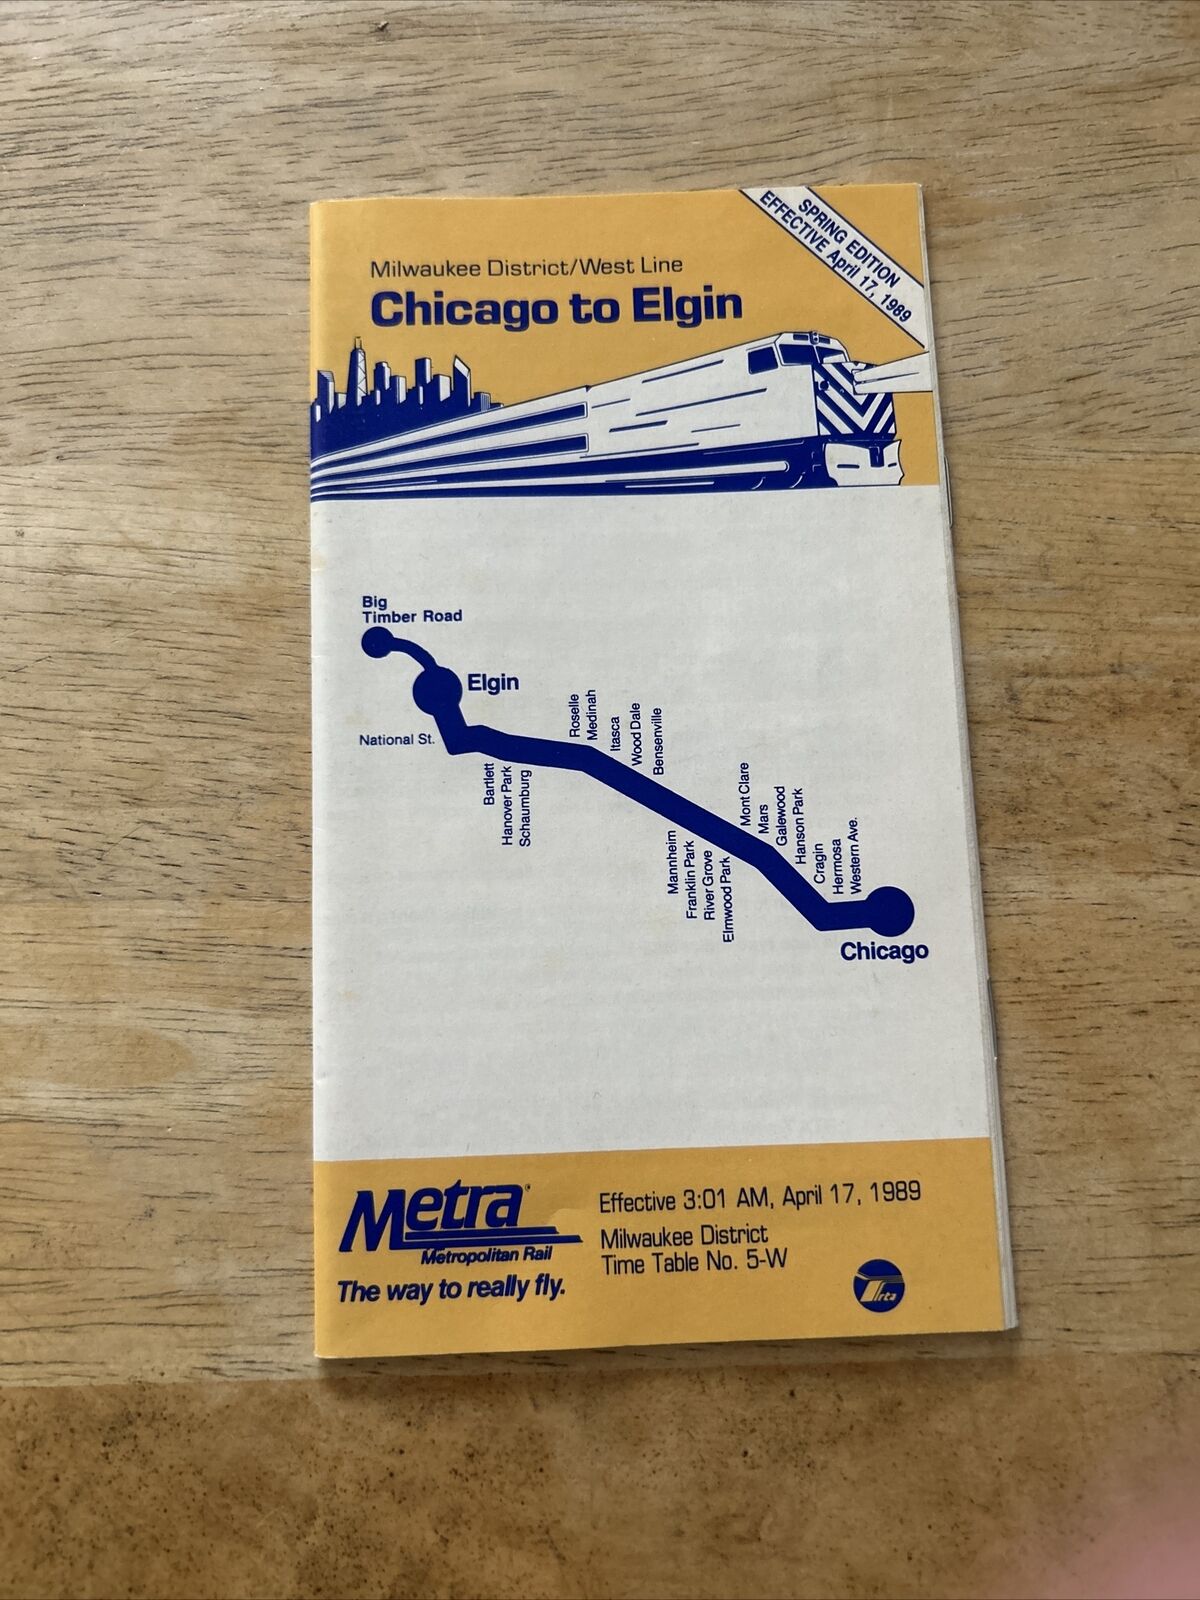 SPRING EDITION
EFFECTIVE April 17, 1989
Milwaukee District/West Line
Chicago to Elgin
Big
Timber Road
Elgin
National St.
Bartlett
Hanover Park
Schaumburg
Roselle
Medinah
Itasca
Wood Dale
Bensenville
Mannheim
Franklin Park
River Grove
Elmwood Park
Mont Clare
Mars
Galewood
Hanson Park
Cragin
Hermosa
Western Ave.
Chicago
Metra
Metropolitan Rail
The way to really fly.
Effective 3:01 AM, April 17, 1989
Milwaukee District
Time Table No. 5-W
rta